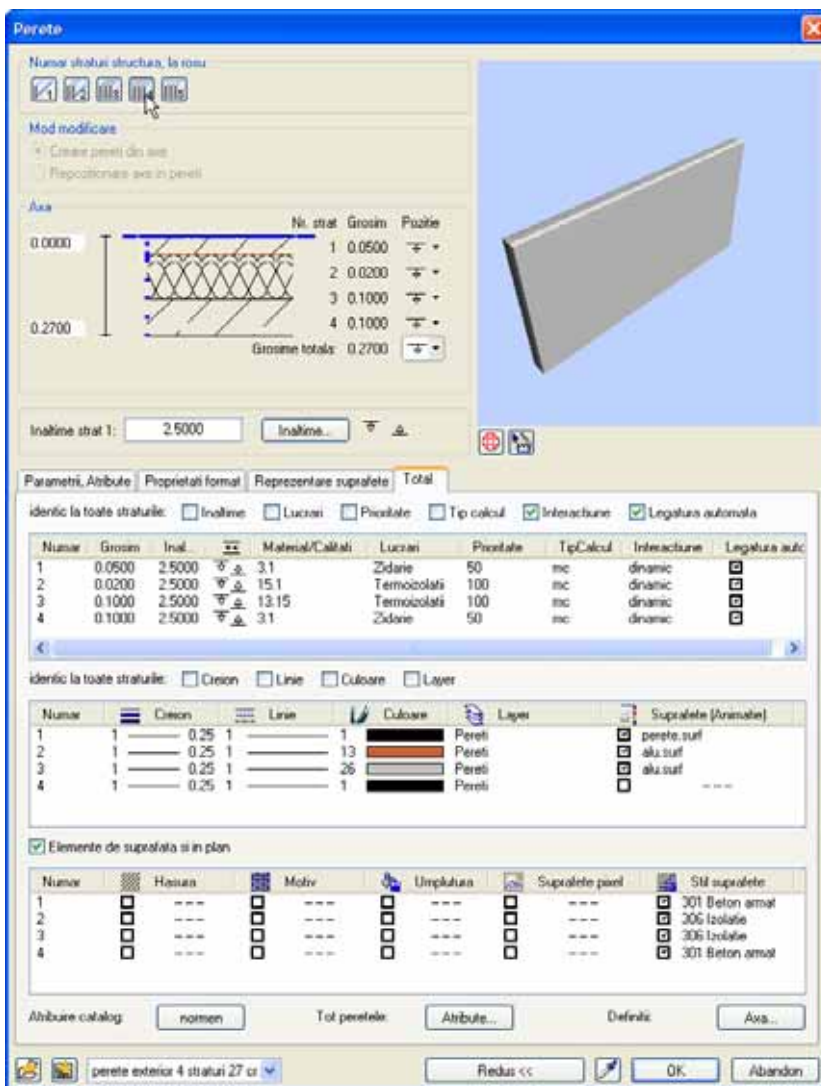 Perete
Numar straturi structura, la rosu
1 2 3 4 5
Mod modificare
Creare pereti din axe
Repozitionare axe in pereti
Axa
Nr. strat Grosim Pozitie
0.0000
1 0.0500
2 0.0200
3 0.1000
4 0.1000
0.2700
Grosime totala: 0.2700
Inaltime strat 1: 2.5000 Inaltime...
Parametrii, Atribute Proprietati format Reprezentare suprafete Total
identic la toate straturile: Inaltime Lucrari Prioritate Tip calcul Interactiune Legatura automata
Numar Grosim Inal... Material/Calitati Lucrari Prioritate TipCalcul Interactiune Legatura autc
1 0.0500 2.5000 3.1 Zidarie 50 mc dinamic
2 0.0200 2.5000 15.1 Termoizolatii 100 mc dinamic
3 0.1000 2.5000 13.15 Termoizolatii 100 mc dinamic
4 0.1000 2.5000 3.1 Zidarie 50 mc dinamic
identic la toate straturile: Creion Linie Culoare Layer
Numar Creion Linie Culoare Layer Suprafete (Animatie)
1 1 0.25 1 1 Pereti perete.surf
2 1 0.25 1 13 Pereti alu.surf
3 1 0.25 1 26 Pereti alu.surf
4 1 0.25 1 1 Pereti ---
Elemente de suprafata si in plan
Numar Hasura Motiv Umplutura Suprafete pixel Stil suprafete
1 --- --- --- --- 301 Beton armat
2 --- --- --- --- 306 Izolatie
3 --- --- --- --- 306 Izolatie
4 --- --- --- --- 301 Beton armat
Atribuire catalog: nomen Tot peretele: Atribute... Definitii: Axa...
perete exterior 4 straturi 27 cr Redus << OK Abandon